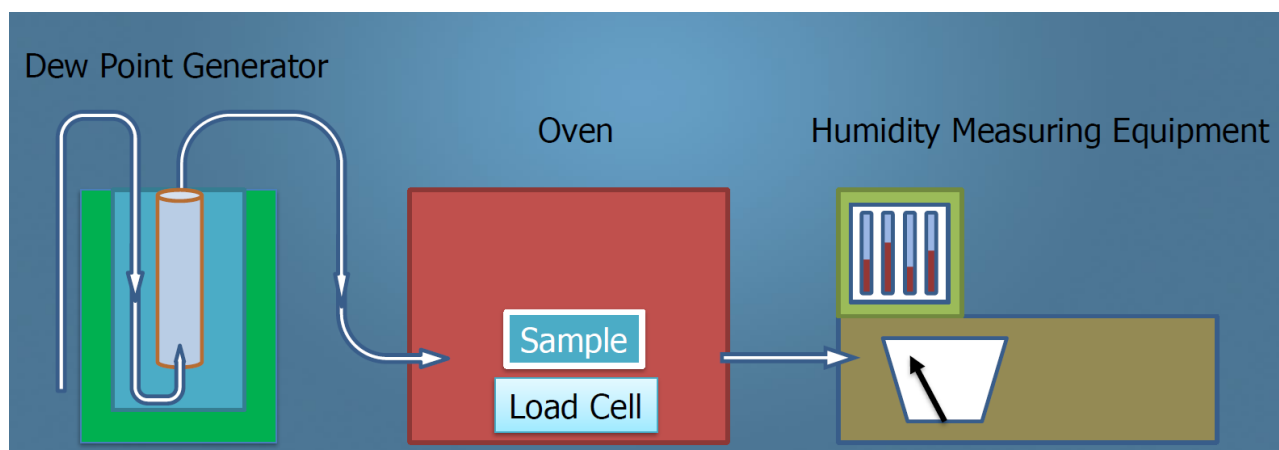 Dew Point Generator
Oven
Humidity Measuring Equipment
Sample
Load Cell